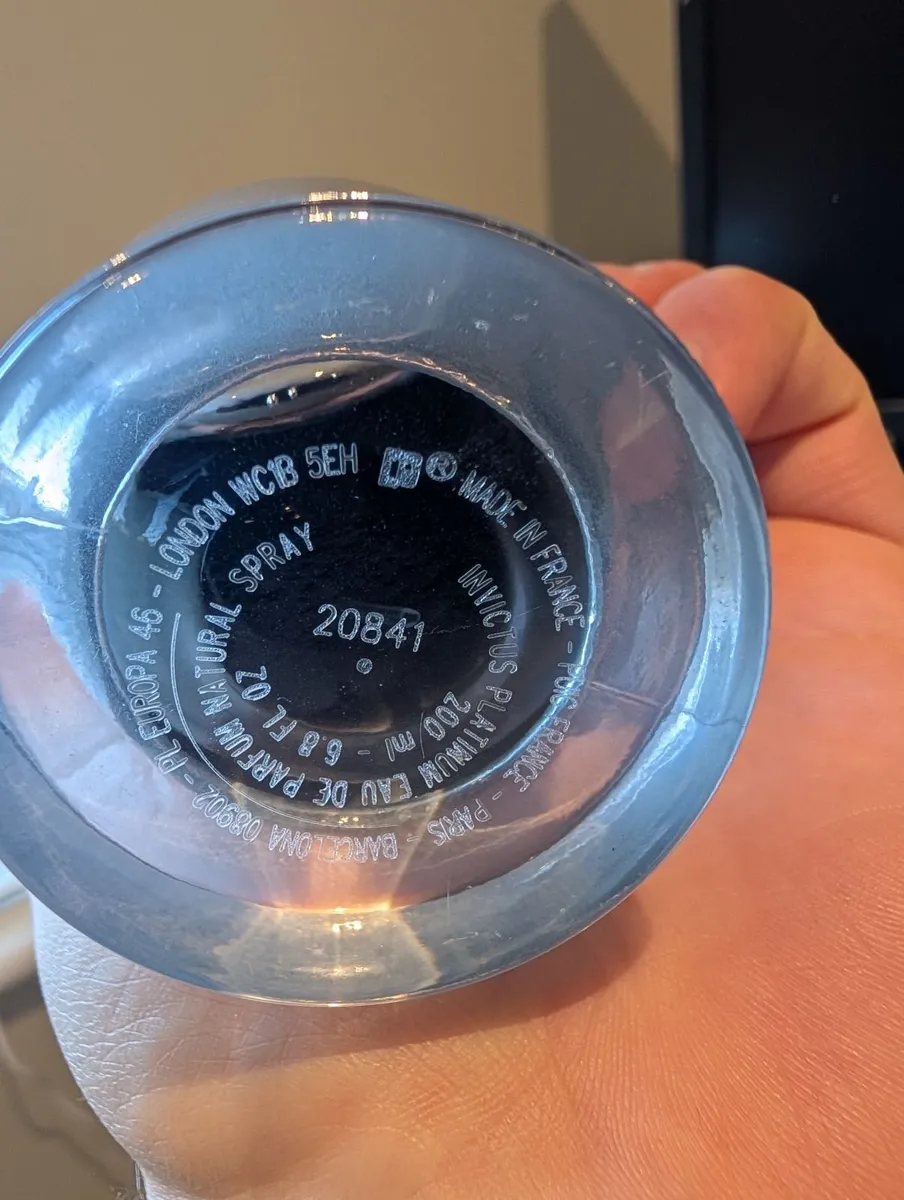 ® MADE IN FRANCE - PUIG FRANCE - PARIS - BARCELONA 08902 - PL EUROPA 46 - LONDON WC1B 5EH
INVICTUS PLATINUM EAU DE PARFUM NATURAL SPRAY
200 ml - 6.8 FL OZ
20841